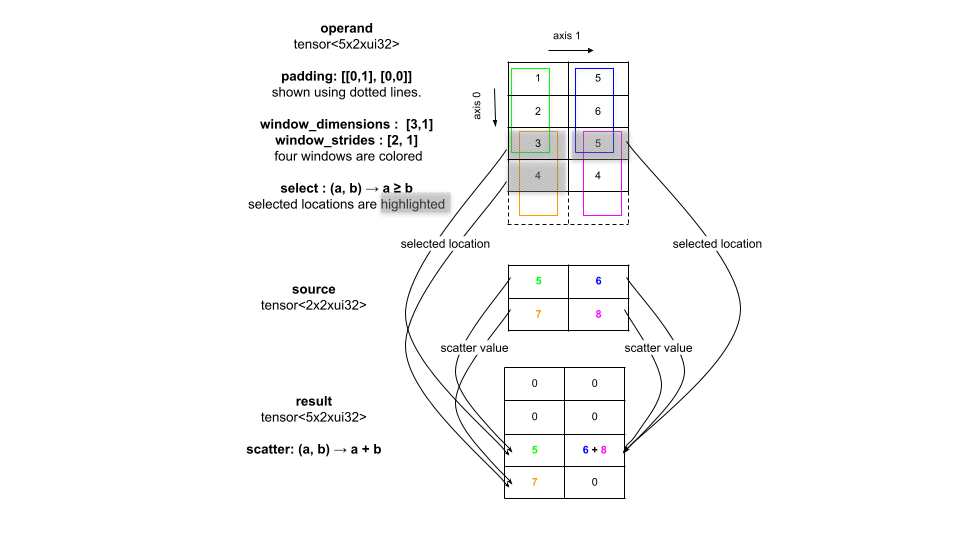 operand
tensor<5x2xui32>
padding: [[0,1], [0,0]]
shown using dotted lines.
window_dimensions : [3,1]
window_strides : [2, 1]
four windows are colored
select : (a, b) → a ≥ b
selected locations are highlighted
axis 1
axis 0
1 5
2 6
3 5
4 4
selected location
selected location
source
tensor<2x2xui32>
5 6
7 8
scatter value
scatter value
result
tensor<5x2xui32>
scatter: (a, b) → a + b
0 0
0 0
5 6 + 8
7 0